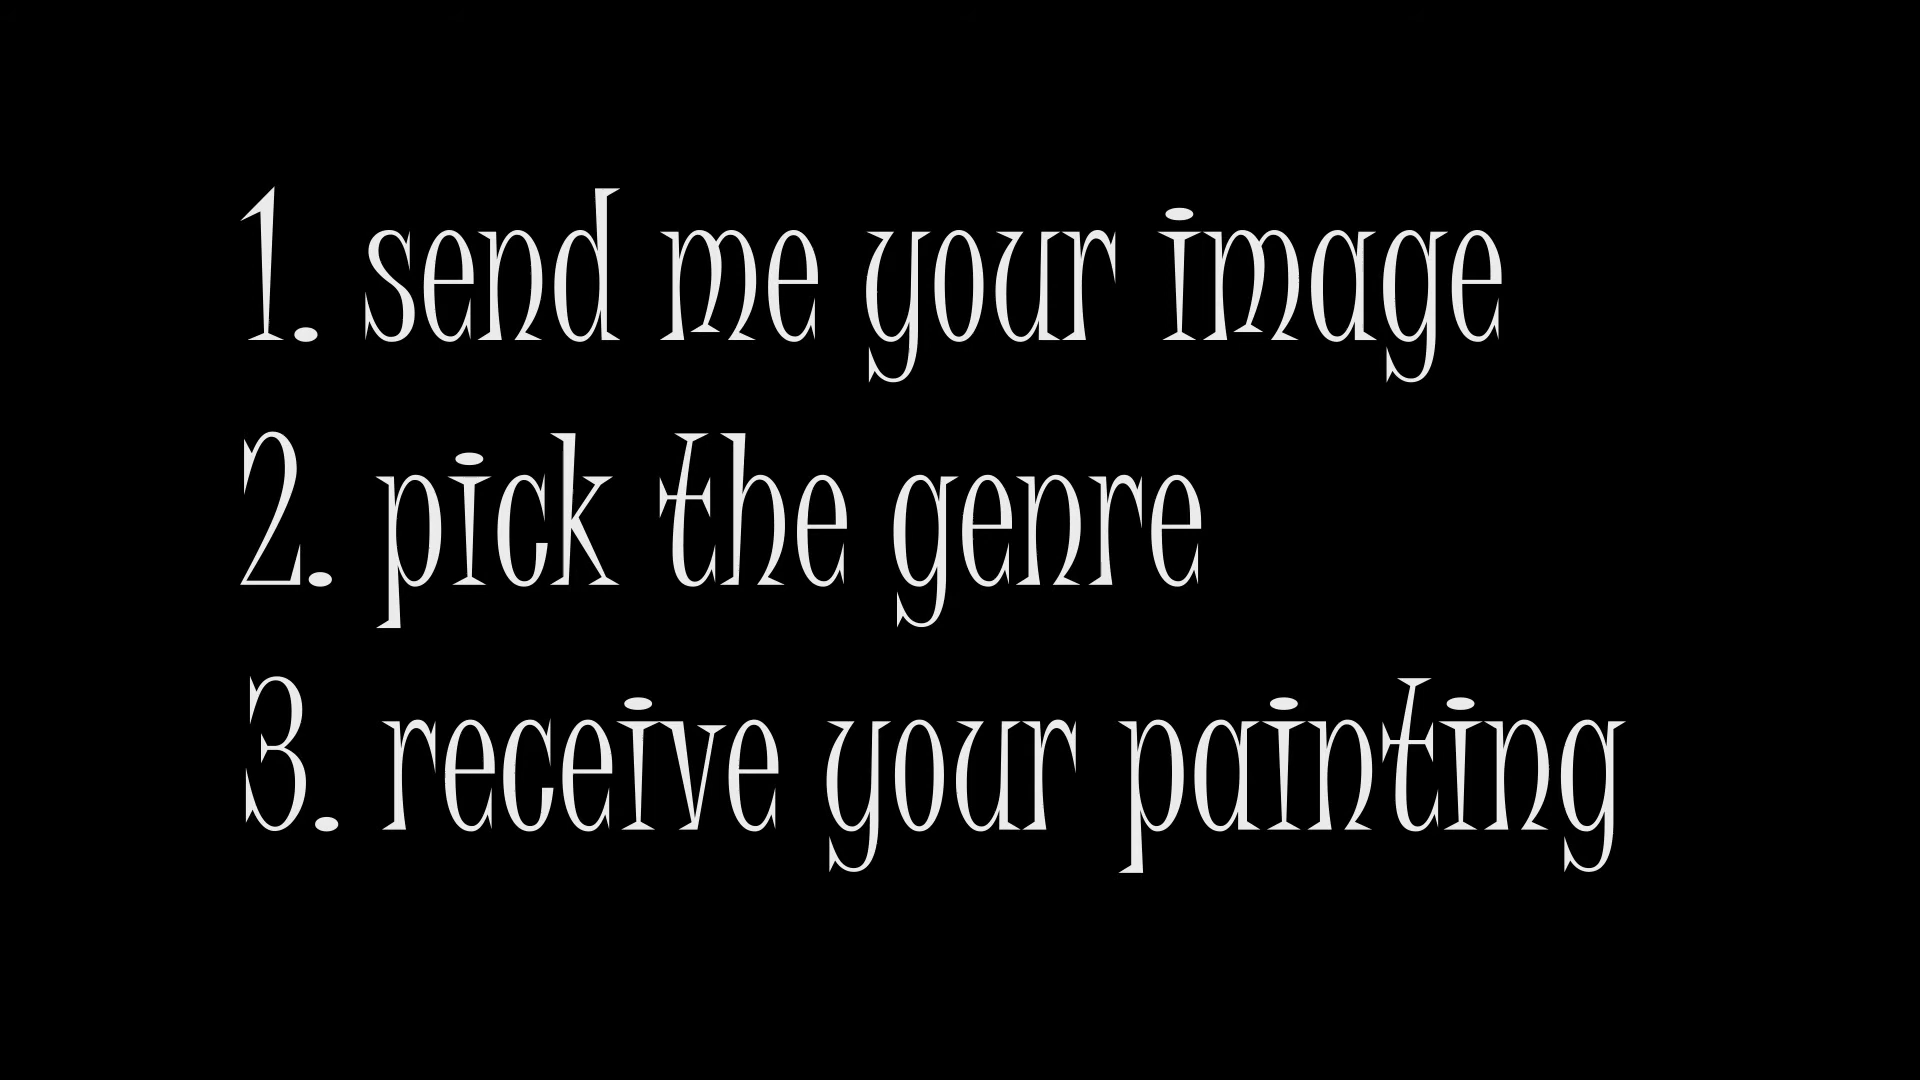 1. send me your image
2. pick the genre
3. receive your painting